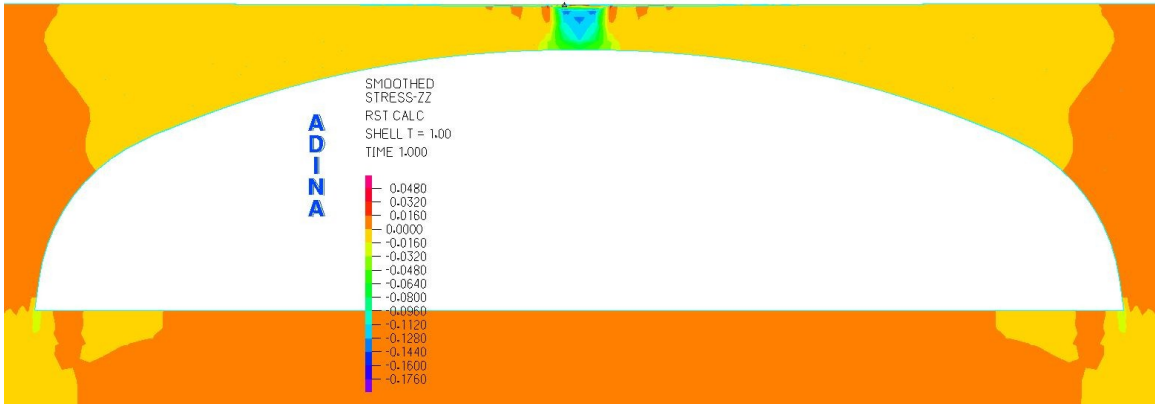 SMOOTHED
STRESS-ZZ
RST CALC
SHELL T = 1.00
TIME 1.000
ADINA
0.0480
0.0320
0.0160
0.0000
-0.0160
-0.0320
-0.0480
-0.0640
-0.0800
-0.0960
-0.1120
-0.1280
-0.1440
-0.1600
-0.1760